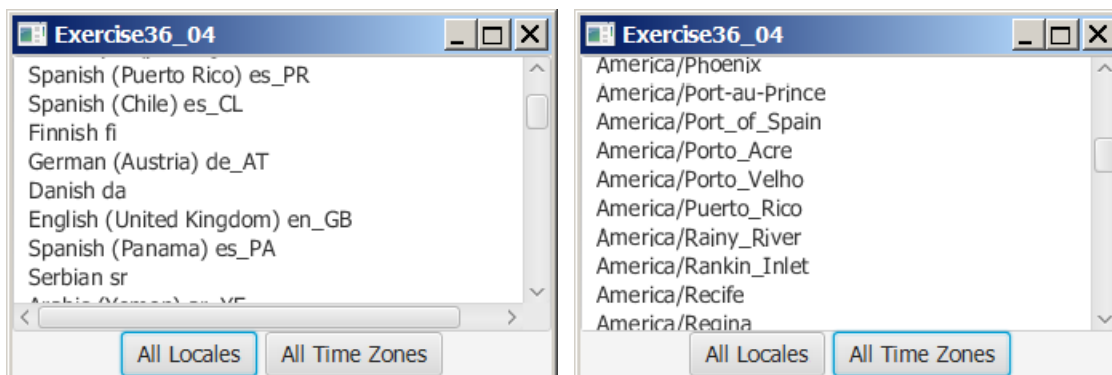 Exercise36_04
Spanish (Puerto Rico) es_PR
Spanish (Chile) es_CL
Finnish fi
German (Austria) de_AT
Danish da
English (United Kingdom) en_GB
Spanish (Panama) es_PA
Serbian sr
Arabic (Yemen) ar_YE
All Locales All Time Zones
Exercise36_04
America/Phoenix
America/Port-au-Prince
America/Port_of_Spain
America/Porto_Acre
America/Porto_Velho
America/Puerto_Rico
America/Rainy_River
America/Rankin_Inlet
America/Recife
America/Regina
All Locales All Time Zones